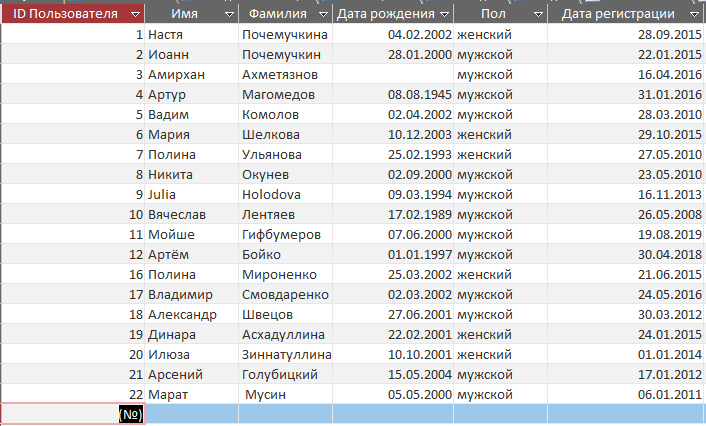 ID Пользователя Имя Фамилия Дата рождения Пол Дата регистрации
1 Настя Почемучкина 04.02.2002 женский 28.09.2015
2 Иоанн Почемучкин 28.01.2000 мужской 22.01.2015
3 Амирхан Ахметязнов мужской 16.04.2016
4 Артур Магомедов 08.08.1945 мужской 31.01.2016
5 Вадим Комолов 02.04.2002 мужской 28.03.2010
6 Мария Шелкова 10.12.2003 женский 29.10.2015
7 Полина Ульянова 25.02.1993 женский 27.05.2010
8 Никита Окунев 02.09.2000 мужской 23.05.2010
9 Julia Holodova 09.03.1994 мужской 16.11.2013
10 Вячеслав Лентяев 17.02.1989 мужской 26.05.2008
11 Мойше Гифбумеров 07.06.2000 мужской 19.08.2019
12 Артём Бойко 01.01.1997 мужской 30.04.2018
16 Полина Мироненко 25.03.2002 женский 21.06.2015
17 Владимир Смовдаренко 02.03.2002 мужской 24.05.2016
18 Александр Швецов 27.06.2001 мужской 30.03.2012
19 Динара Асхадуллина 22.02.2001 женский 24.01.2015
20 Илюза Зиннатуллина 10.10.2001 женский 01.01.2014
21 Арсений Голубицкий 15.05.2004 мужской 17.01.2012
22 Марат Мусин 05.05.2000 мужской 06.01.2011
(№)